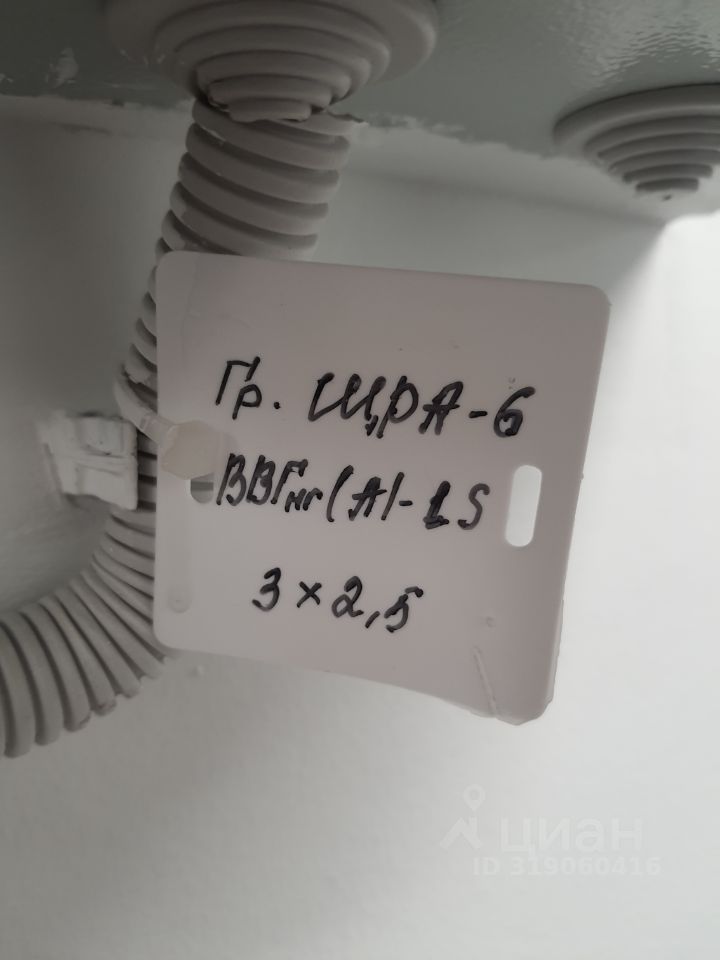 Гр. ЩРА-6
ВВГнг(А)-LS
3×2,5
циан
ID 319060416